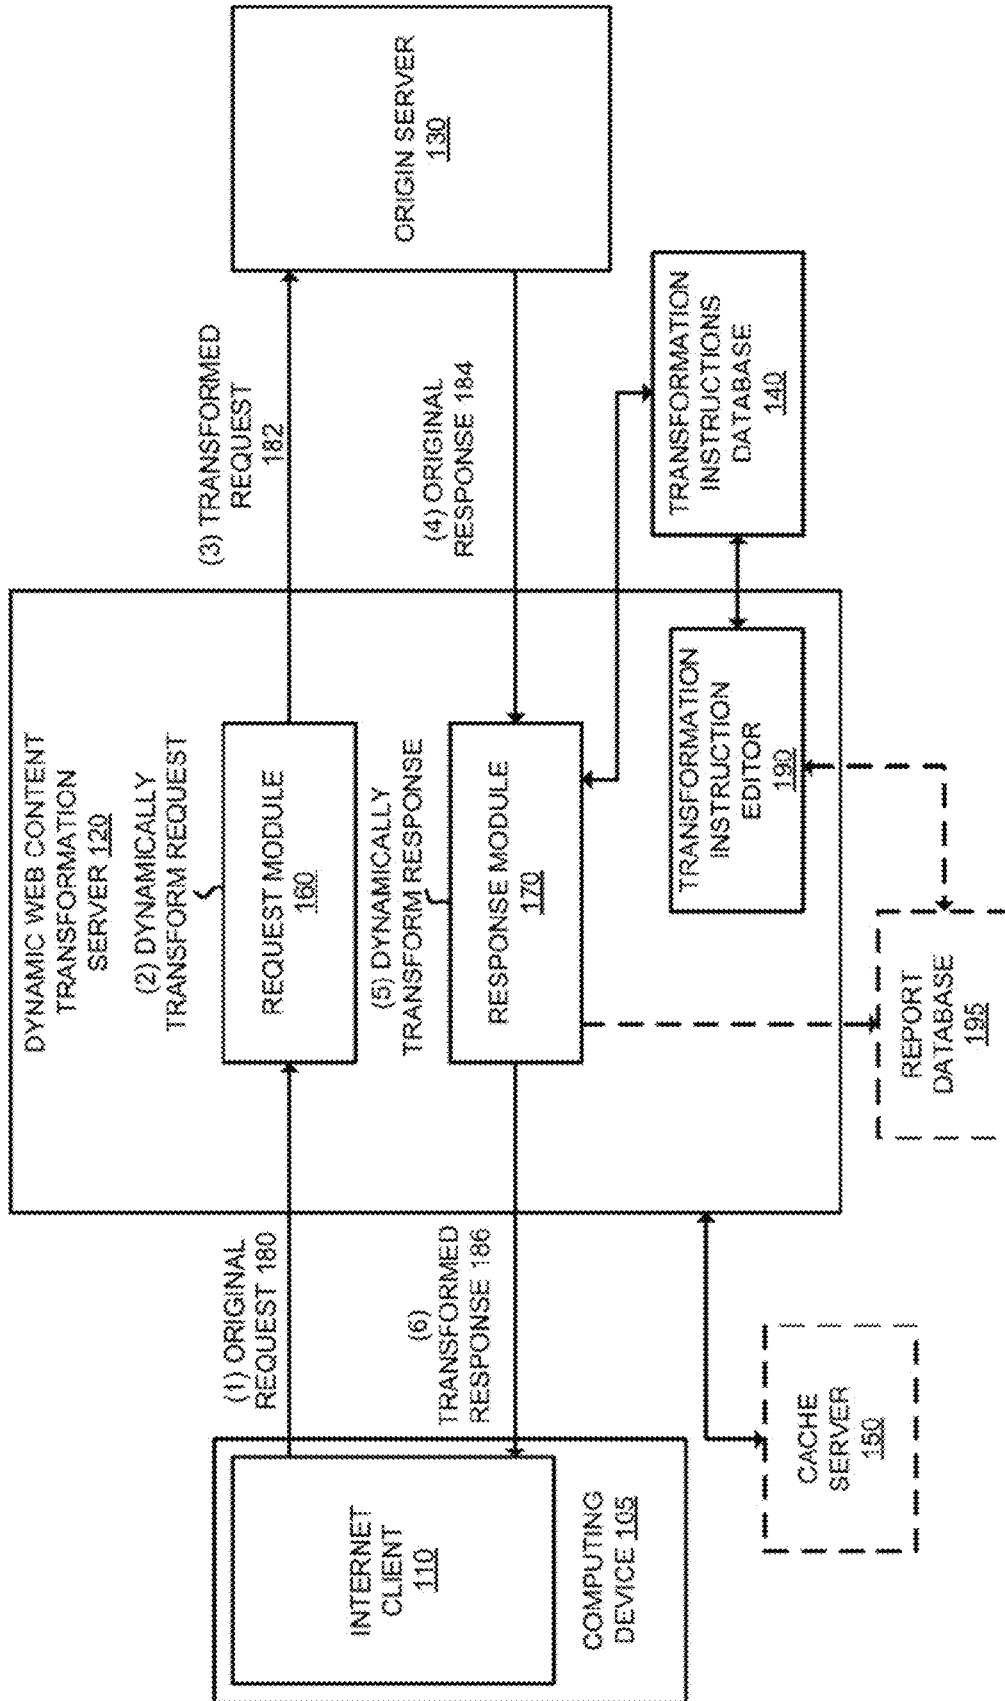 DYNAMIC WEB CONTENT
TRANSFORMATION
SERVER 120
(2) DYNAMICALLY
TRANSFORM REQUEST
(1) ORIGINAL
REQUEST 180
REQUEST MODULE
160
(3) TRANSFORMED
REQUEST
182
ORIGIN SERVER
130
INTERNET
CLIENT
110
COMPUTING
DEVICE 105
(6)
TRANSFORMED
RESPONSE 186
(5) DYNAMICALLY
TRANSFORM RESPONSE
RESPONSE MODULE
170
(4) ORIGINAL
RESPONSE 184
TRANSFORMATION
INSTRUCTION
EDITOR
190
TRANSFORMATION
INSTRUCTIONS
DATABASE
140
CACHE
SERVER
150
REPORT
DATABASE
195